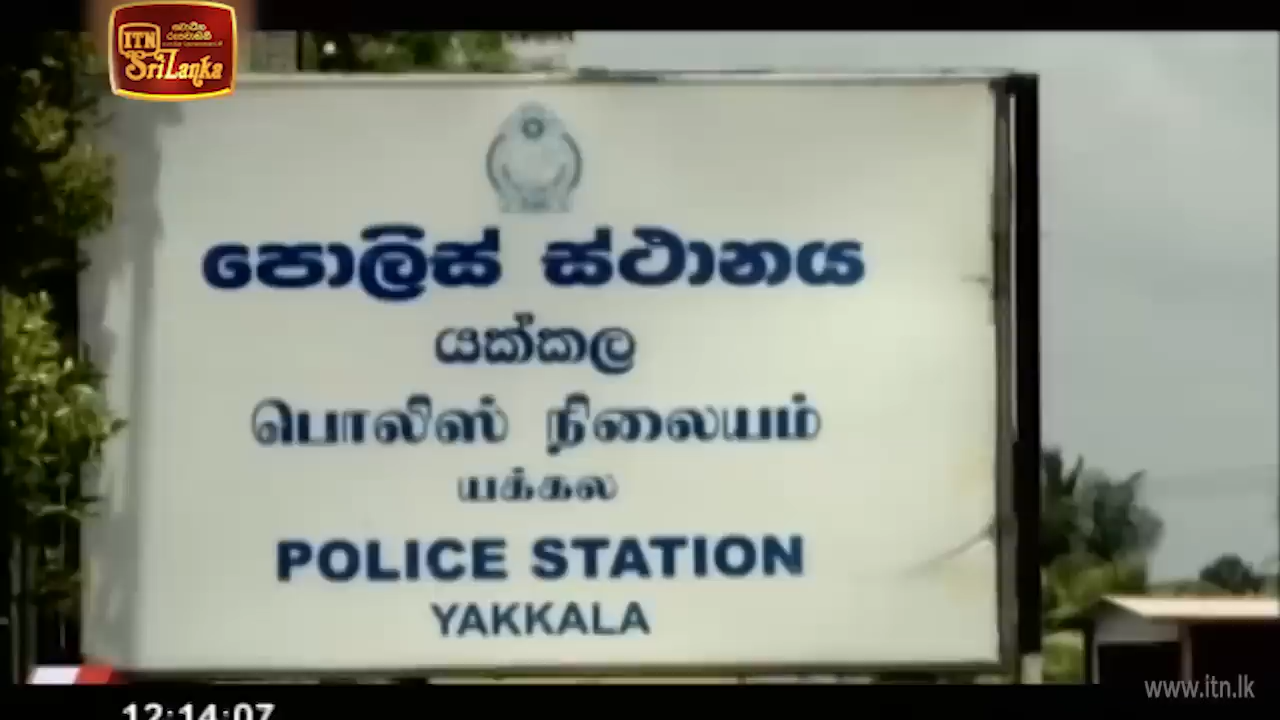 ITN
Sri Lanka
පොලිස් ස්ථානය
යක්කල
பொலிஸ் நிலையம்
யக்கல
POLICE STATION
YAKKALA
www.itn.lk
12:14:07